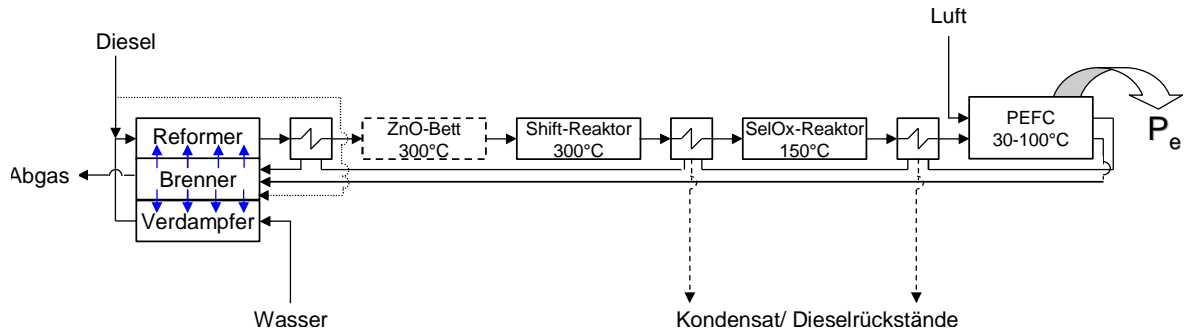 Luft
Diesel
Reformer
ZnO-Bett
300°C
Shift-Reaktor
300°C
SelOx-Reaktor
150°C
PEFC
30-100°C
Pe
Abgas
Brenner
Verdampfer
Wasser
Kondensat/ Dieselrückstände